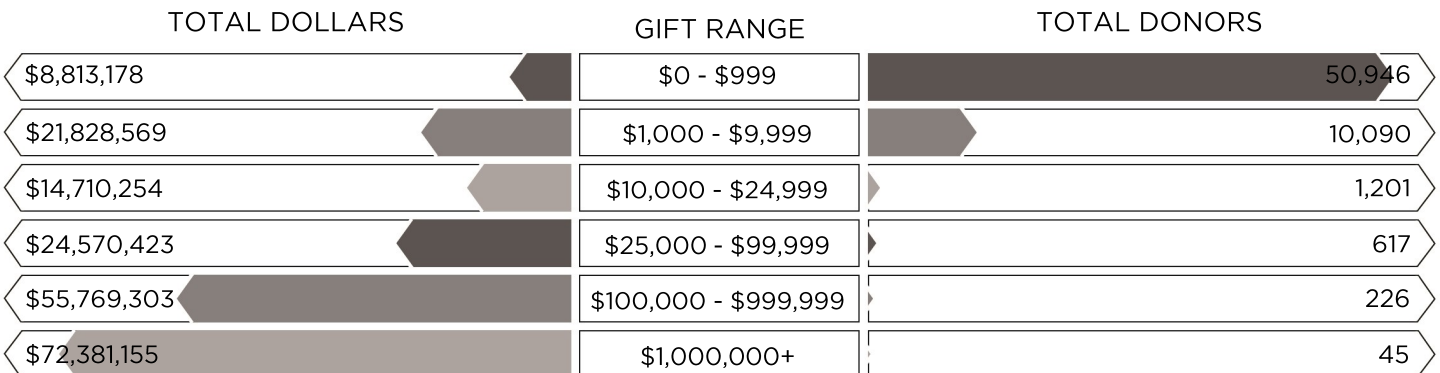 TOTAL DOLLARS GIFT RANGE TOTAL DONORS
$8,813,178 $0 - $999 50,946
$21,828,569 $1,000 - $9,999 10,090
$14,710,254 $10,000 - $24,999 1,201
$24,570,423 $25,000 - $99,999 617
$55,769,303 $100,000 - $999,999 226
$72,381,155 $1,000,000+ 45